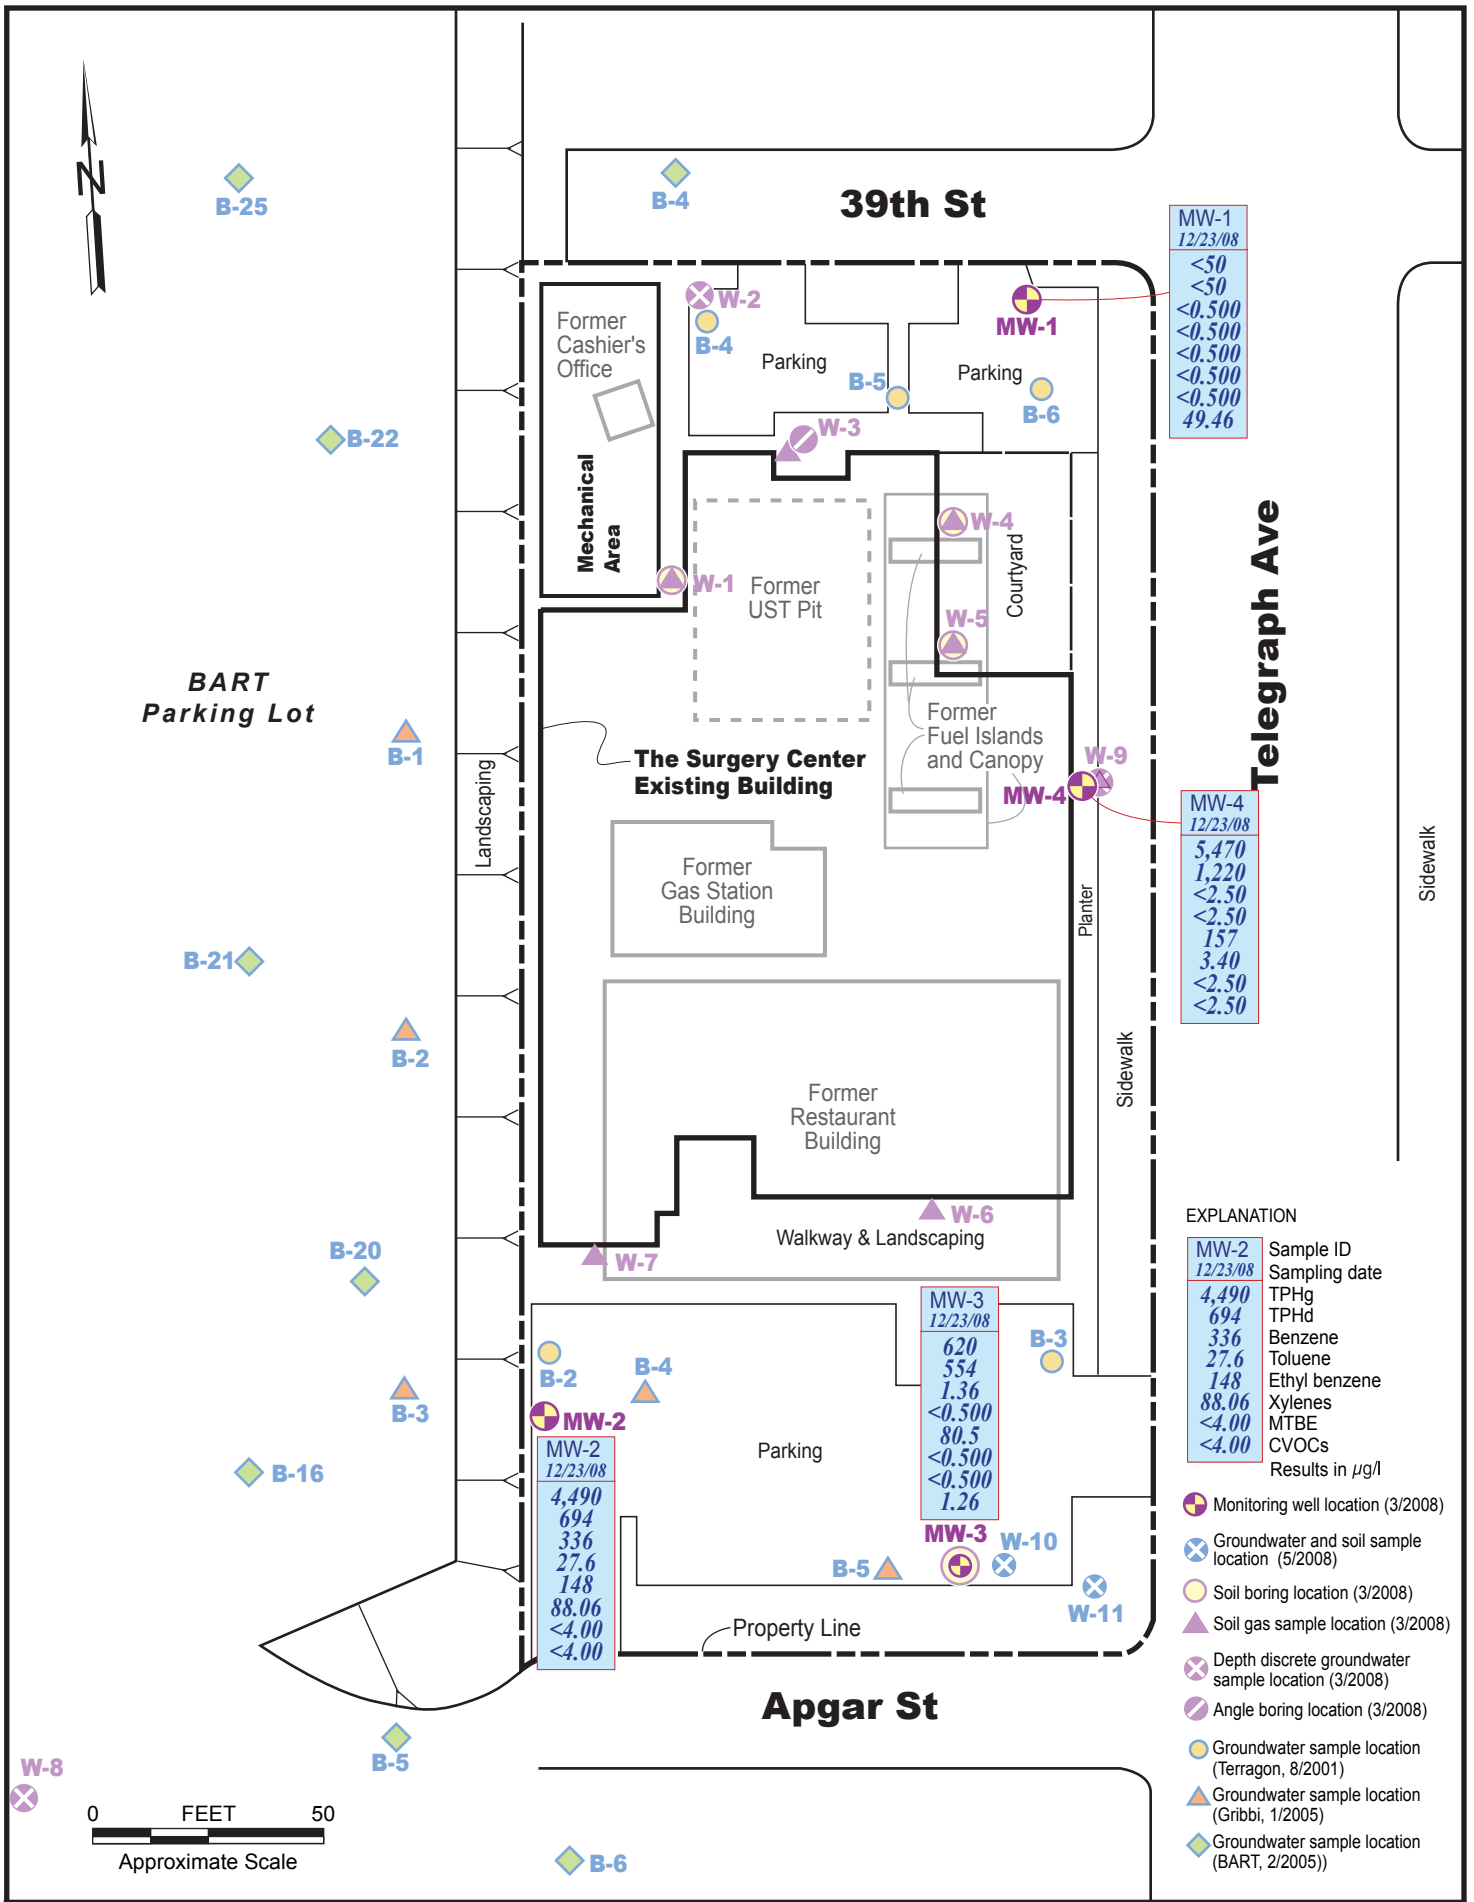 N
B-25
B-4
39th St
MW-1
12/23/08
<50
<50
<0.500
<0.500
<0.500
<0.500
<0.500
49.46
W-2
B-4
MW-1
Former
Cashier's
Office
Parking
B-5
Parking
B-6
B-22
W-3
Mechanical
Area
W-4
Courtyard
Telegraph Ave
W-1
Former
UST Pit
W-5
BART
Parking Lot
B-1
Former
Fuel Islands
and Canopy
The Surgery Center
Existing Building
W-9
MW-4
MW-4
12/23/08
5,470
1,220
<2.50
<2.50
157
3.40
<2.50
<2.50
Landscaping
Sidewalk
Former
Gas Station
Building
Planter
B-21
B-2
Sidewalk
Former
Restaurant
Building
W-6
Walkway & Landscaping
W-7
B-20
MW-3
12/23/08
620
554
1.36
<0.500
80.5
<0.500
<0.500
1.26
B-3
B-2
B-4
B-3
MW-2
MW-2
12/23/08
4,490
694
336
27.6
148
88.06
<4.00
<4.00
Parking
B-16
MW-3
W-10
B-5
W-11
Property Line
Apgar St
B-5
W-8
0 FEET 50
Approximate Scale
B-6
EXPLANATION
MW-2 Sample ID
12/23/08 Sampling date
4,490 TPHg
694 TPHd
336 Benzene
27.6 Toluene
148 Ethyl benzene
88.06 Xylenes
<4.00 MTBE
<4.00 CVOCs
Results in µg/l
Monitoring well location (3/2008)
Groundwater and soil sample
location (5/2008)
Soil boring location (3/2008)
Soil gas sample location (3/2008)
Depth discrete groundwater
sample location (3/2008)
Angle boring location (3/2008)
Groundwater sample location
(Terragon, 8/2001)
Groundwater sample location
(Gribbi, 1/2005)
Groundwater sample location
(BART, 2/2005))